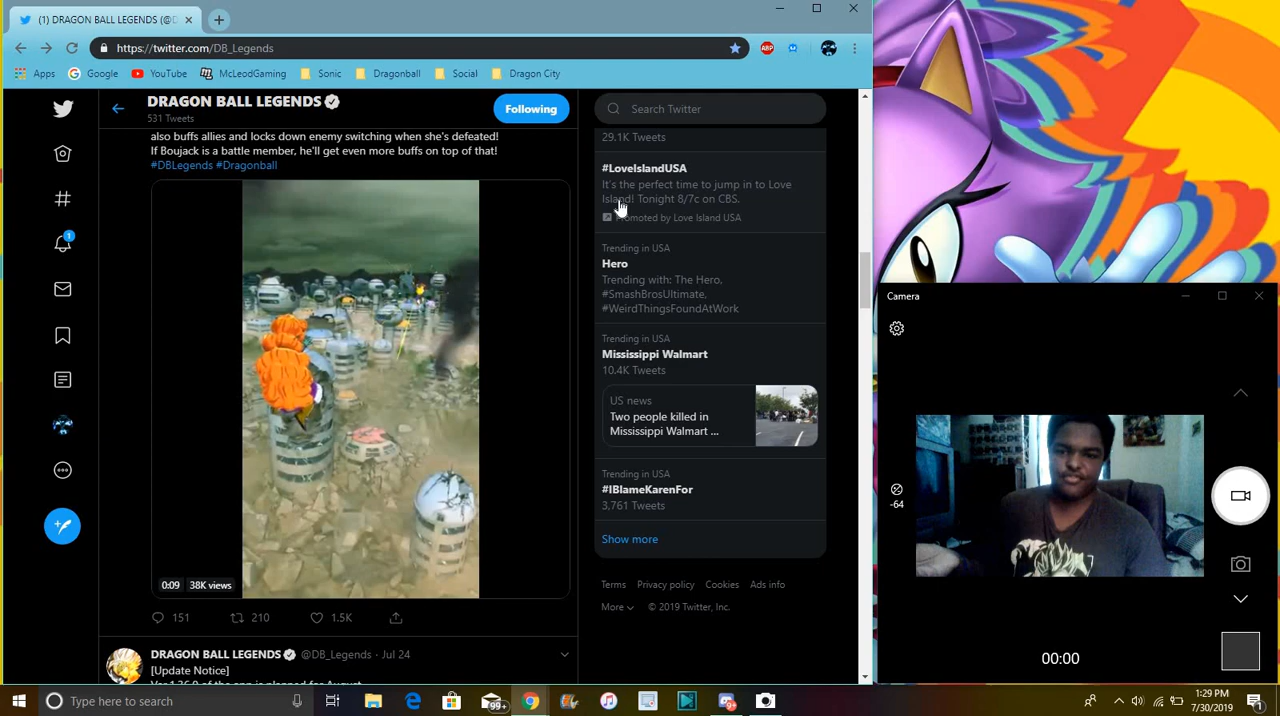 (1) DRAGON BALL LEGENDS (@D
https://twitter.com/DB_Legends
ABP
Apps
Google
YouTube
McLeodGaming
Sonic
Dragonball
Social
Dragon City
DRAGON BALL LEGENDS
531 Tweets
Following
Search Twitter
also buffs allies and locks down enemy switching when she's defeated!
If Boujack is a battle member, he'll get even more buffs on top of that!
#DBLegends #Dragonball
0:09
38K views
151
210
1.5K
DRAGON BALL LEGENDS @DB_Legends · Jul 24
[Update Notice]
29.1K Tweets
#LoveIslandUSA
It's the perfect time to jump in to Love
Island! Tonight 8/7c on CBS.
Promoted by Love Island USA
Trending in USA
Hero
Trending with: The Hero,
#SmashBrosUltimate,
#WeirdThingsFoundAtWork
Trending in USA
Mississippi Walmart
10.4K Tweets
US news
Two people killed in
Mississippi Walmart ...
Trending in USA
#IBlameKarenFor
3,761 Tweets
Show more
Terms
Privacy policy
Cookies
Ads info
More
© 2019 Twitter, Inc.
1
Camera
-64
00:00
Type here to search
99+
1:29 PM
7/30/2019